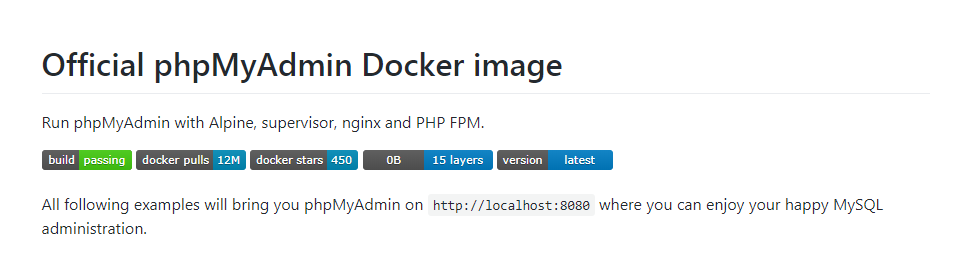 Official phpMyAdmin Docker image
Run phpMyAdmin with Alpine, supervisor, nginx and PHP FPM.
build passing docker pulls 12M docker stars 450 0B 15 layers version latest
All following examples will bring you phpMyAdmin on http://localhost:8080 where you can enjoy your happy MySQL
administration.